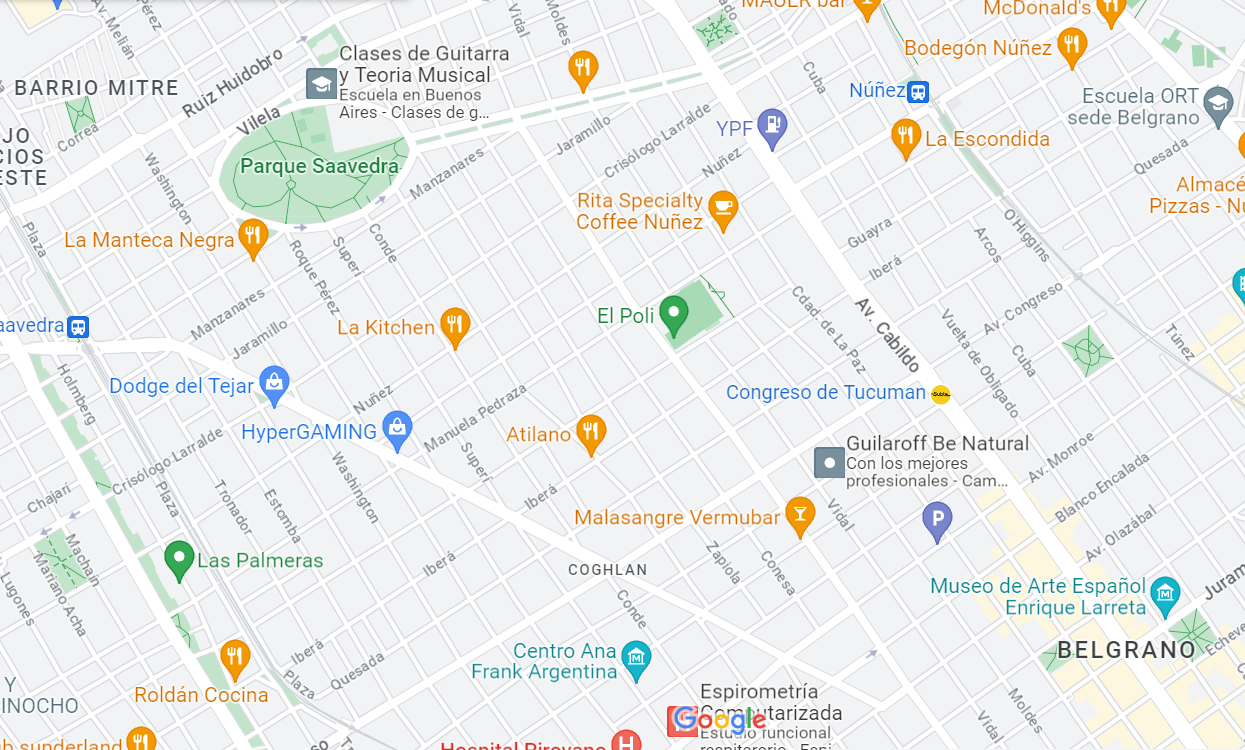 Pérez
Av. Melián
Vidal
Moldes
MAUER bar
McDonald's
Bodegón Núñez
Clases de Guitarra
y Teoria Musical
Escuela en Buenos
Aires - Clases de g...
BARRIO MITRE
Ruiz Huidobro
Cuba
Núñez
Escuela ORT
sede Belgrano
Vilela
Correa
YPF
La Escondida
Jaramillo
Crisólogo Larralde
Quesada
Parque Saavedra
Manzanares
Nuñez
Washington
Almacé
Pizzas - Nu
Rita Specialty
Coffee Nuñez
La Manteca Negra
Plaza
Superí
Conde
Guayra
Arcos
O'Higgins
Roque Pérez
Iberá
Manzanares
Jaramillo
aavedra
La Kitchen
El Poli
Cdad. de La Paz
Av. Cabildo
Av. Congreso
Vuelta de Obligado
Cuba
Túnez
Holmberg
Dodge del Tejar
Nuñez
Manuela Pedraza
Congreso de Tucuman
HyperGAMING
Atilano
Crisólogo Larralde
Superí
Guilaroff Be Natural
Con los mejores
profesionales - Cam...
Av. Monroe
Blanco Encalada
Chajarí
Plaza
Tronador
Estomba
Washington
Iberá
Malasangre Vermubar
Vidal
P
Av. Olazábal
Machain
Mariano Acha
Lugones
Las Palmeras
Iberá
COGHLAN
Zapiola
Conesa
Conde
Museo de Arte Español
Enrique Larreta
Juram
BELGRANO
Echeve
Iberá
Quesada
Plaza
Centro Ana
Frank Argentina
Roldán Cocina
Y
INOCHO
Moldes
Vidal
Espirometría
Computarizada
Google
Estudio funcional
respiratorio - Espi
b sunderland
Hospital Pirovano
H